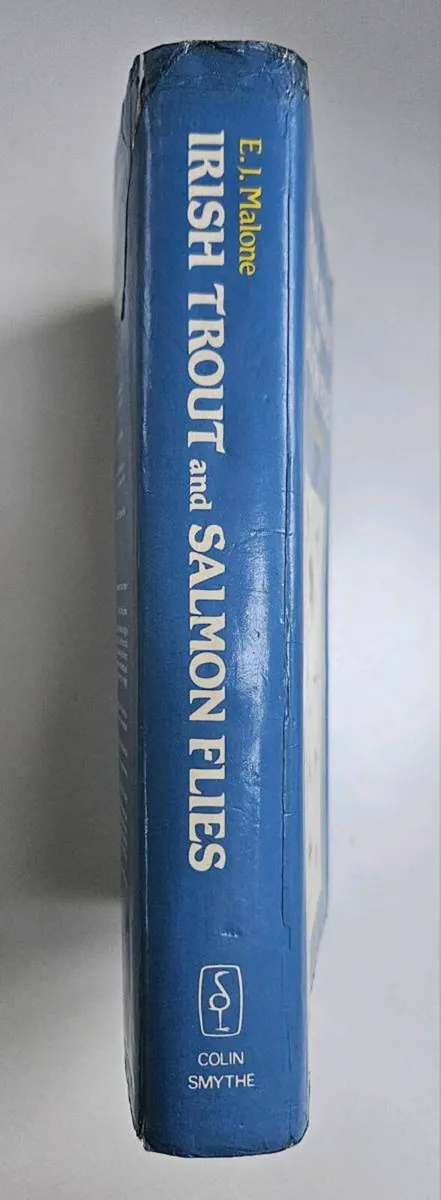 E. J. Malone
IRISH TROUT and SALMON FLIES
COLIN
SMYTHE